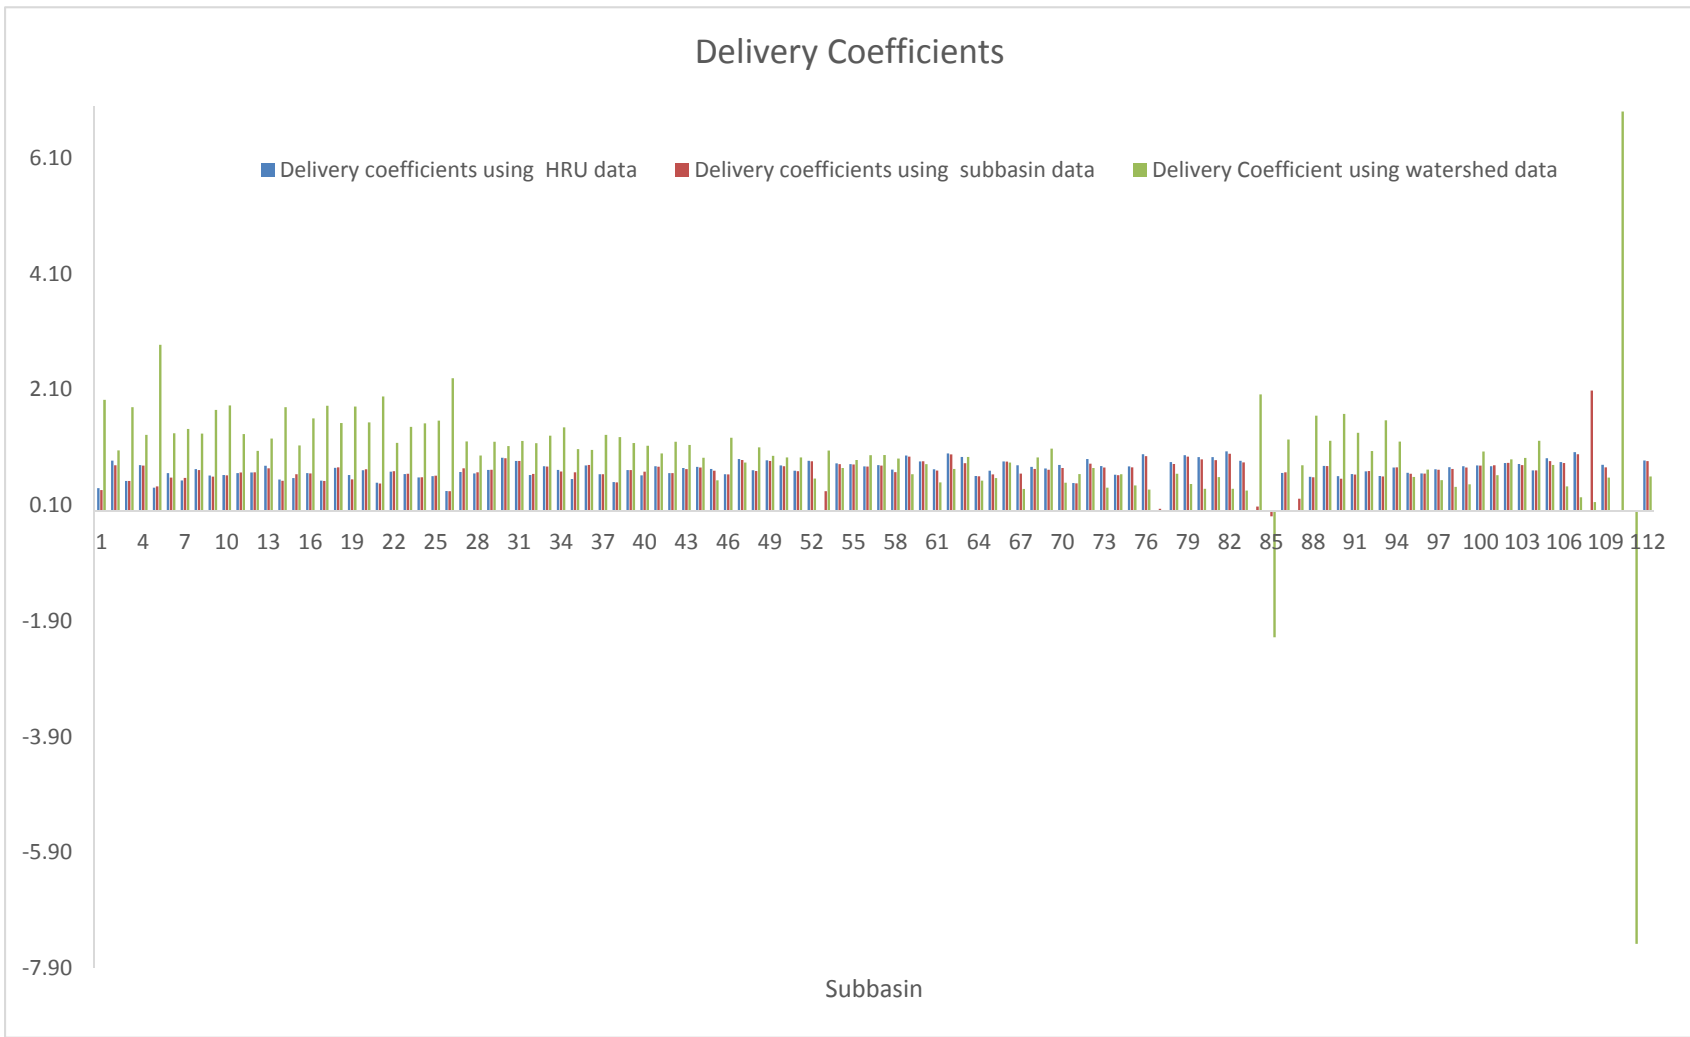 Delivery Coefficients
6.10
Delivery coefficients using HRU data
Delivery coefficients using subbasin data
Delivery Coefficient using watershed data
4.10
2.10
0.10
1 4 7 10 13 16 19 22 25 28 31 34 37 40 43 46 49 52 55 58 61 64 67 70 73 76 79 82 85 88 91 94 97 100 103 106 109 112
-1.90
-3.90
-5.90
-7.90
Subbasin